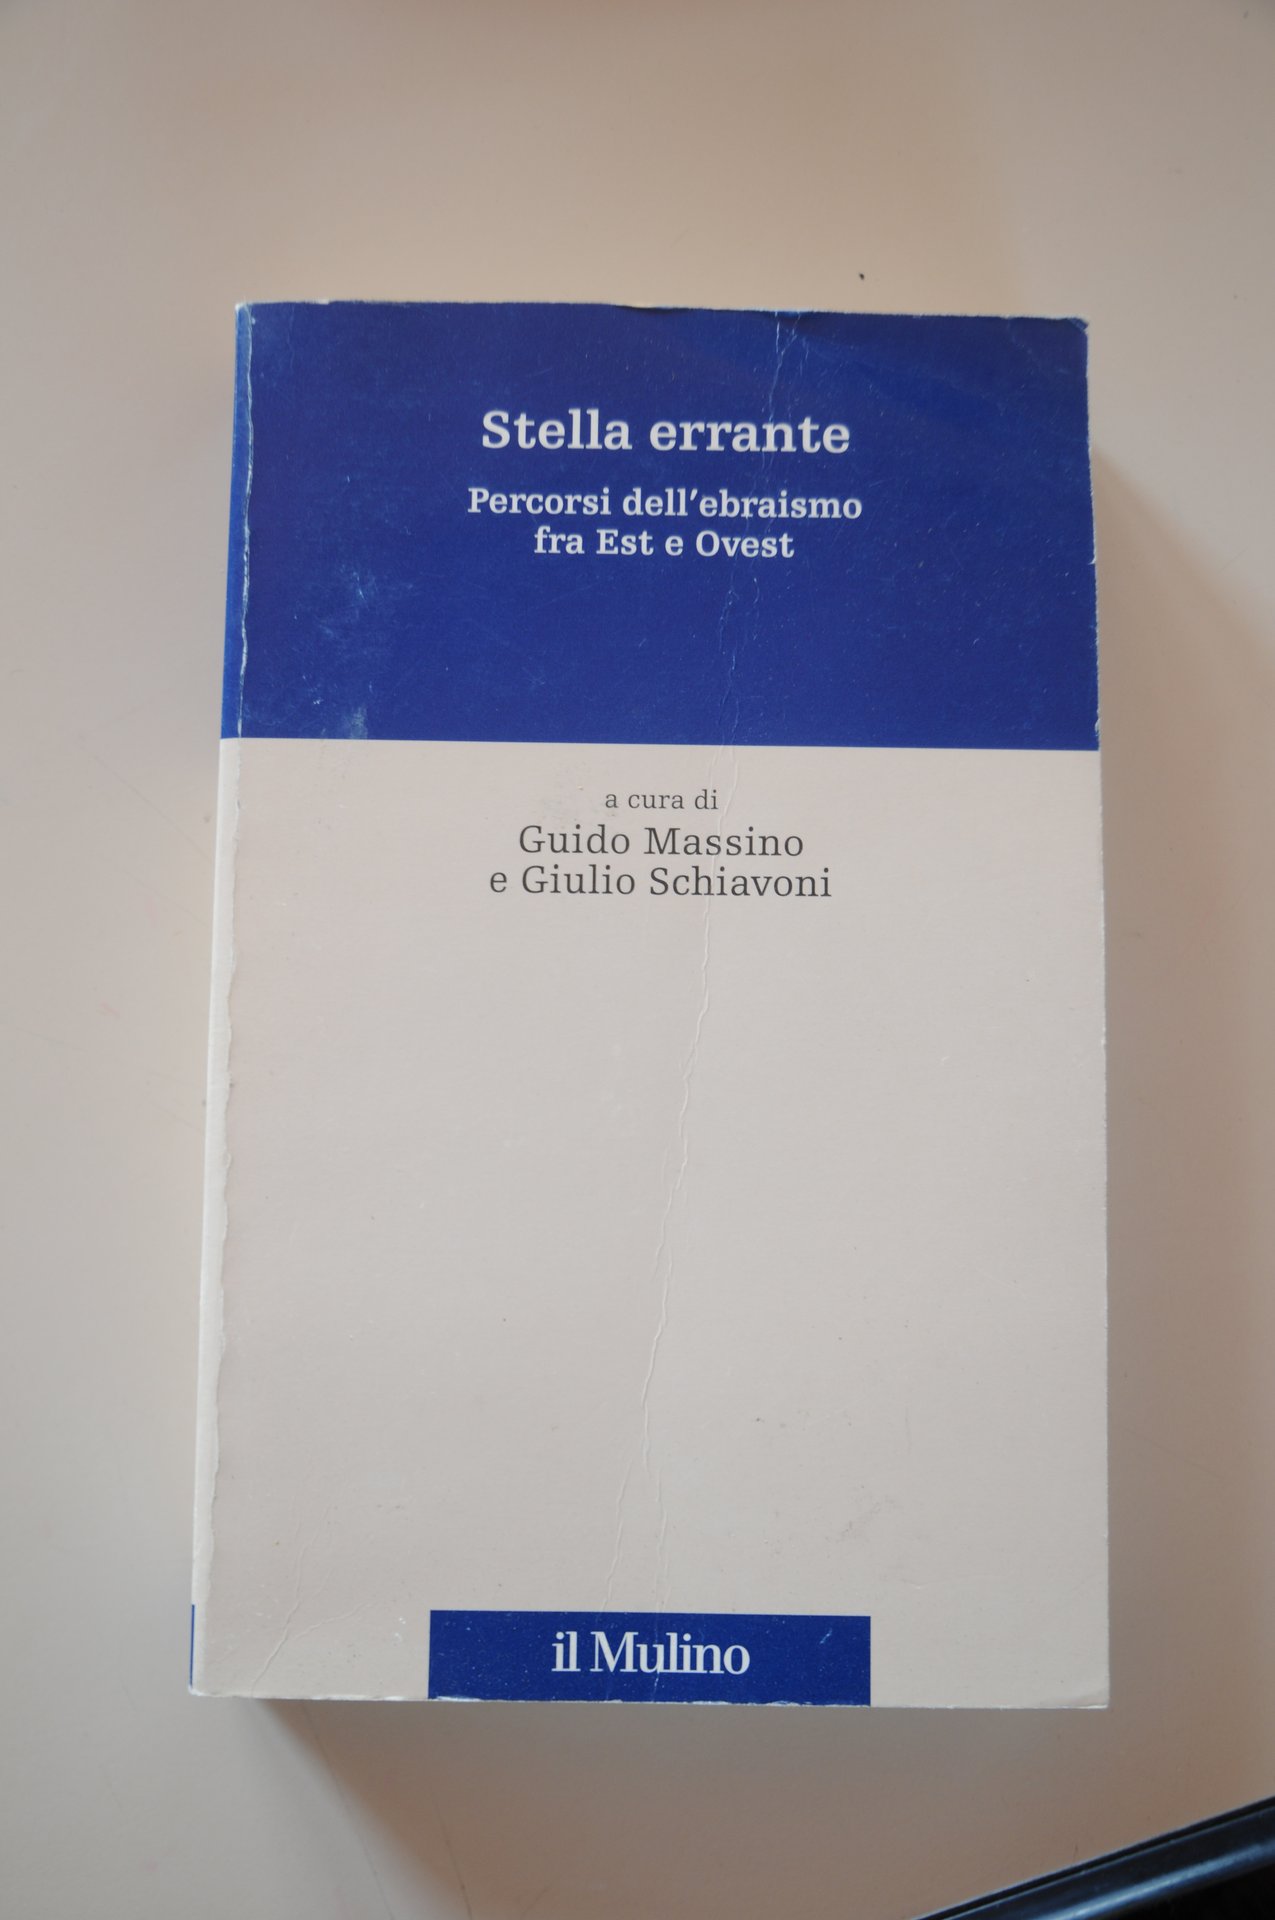 Stella errante
Percorsi dell'ebraismo
fra Est e Ovest
a cura di
Guido Massino
e Giulio Schiavoni
il Mulino